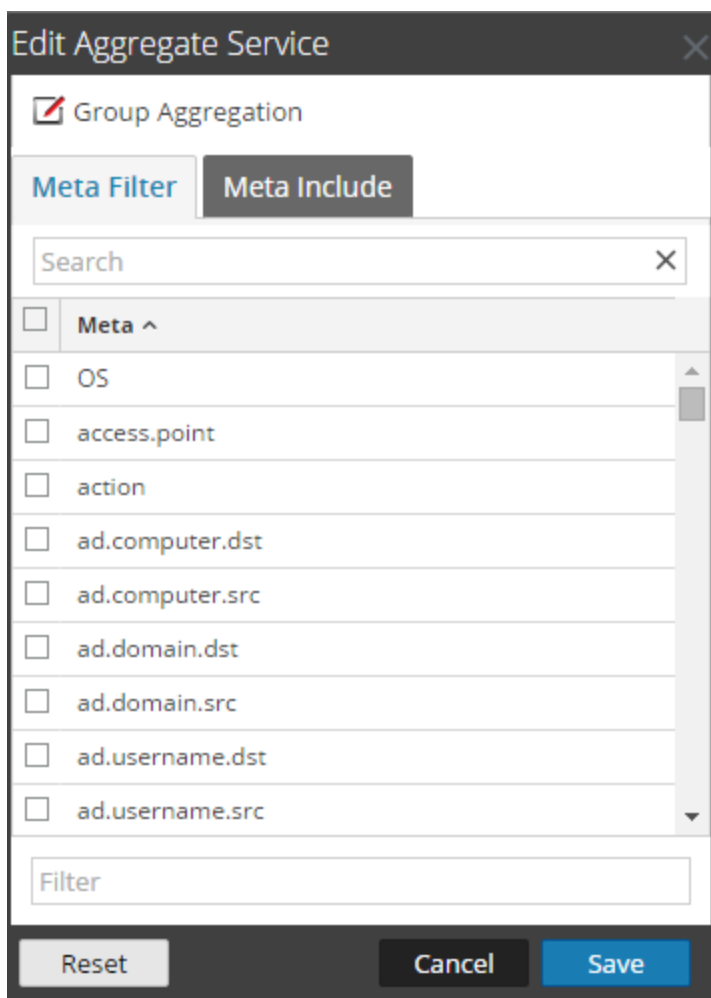 Edit Aggregate Service
Group Aggregation
Meta Filter Meta Include
Search
Meta
OS
access.point
action
ad.computer.dst
ad.computer.src
ad.domain.dst
ad.domain.src
ad.username.dst
ad.username.src
Filter
Reset Cancel Save